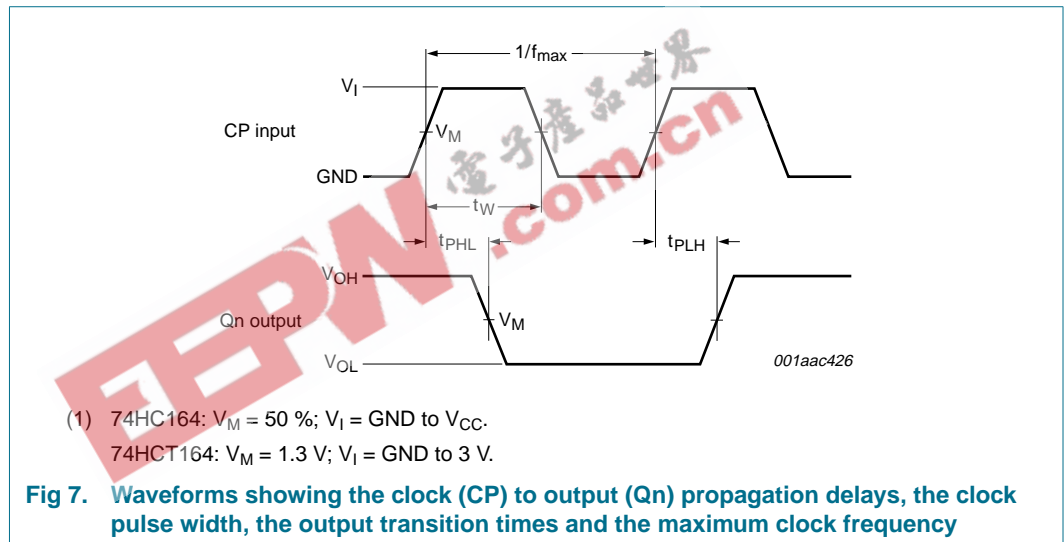 1/fmax
VI
CP input
VM
GND
tW
tPHL
tPLH
VOH
Qn output
VM
VOL
001aac426
EEPW.com.cn
電子產品世界
(1) 74HC164: VM = 50 %; VI = GND to VCC.
74HCT164: VM = 1.3 V; VI = GND to 3 V.
Fig 7. Waveforms showing the clock (CP) to output (Qn) propagation delays, the clock
pulse width, the output transition times and the maximum clock frequency